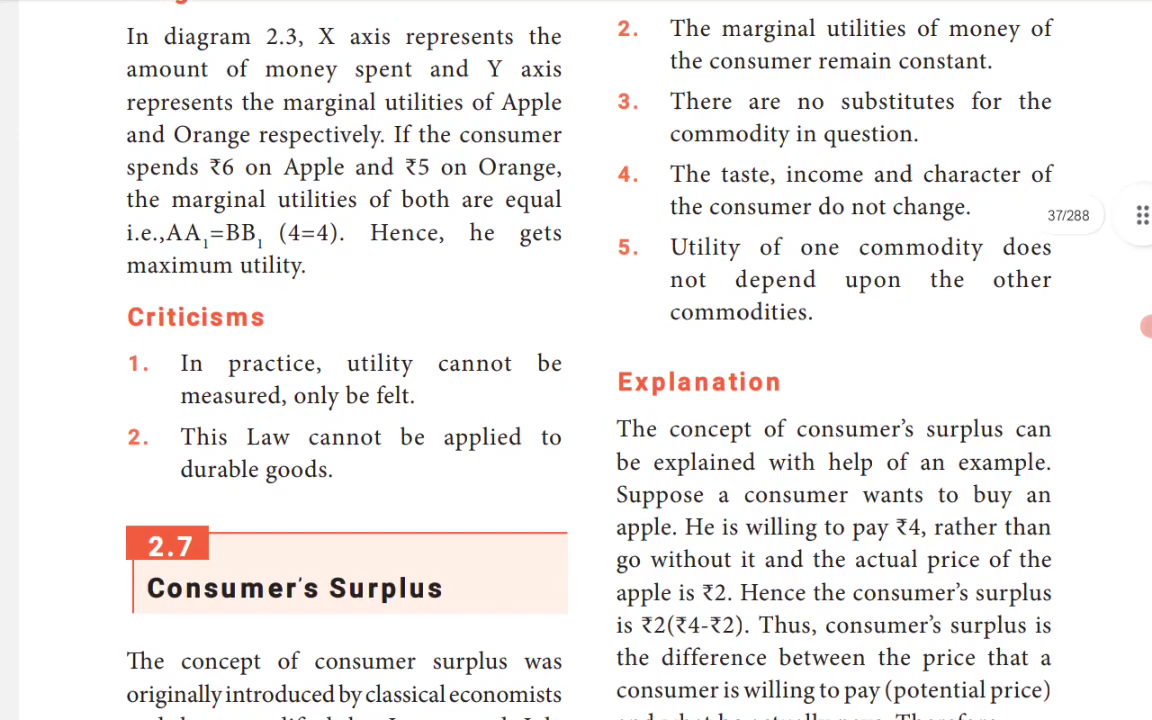 In diagram 2.3, X axis represents the
amount of money spent and Y axis
represents the marginal utilities of Apple
and Orange respectively. If the consumer
spends ₹6 on Apple and ₹5 on Orange,
the marginal utilities of both are equal
i.e.,AA₁=BB₁ (4=4). Hence, he gets
maximum utility.
Criticisms
1. In practice, utility cannot be
measured, only be felt.
2. This Law cannot be applied to
durable goods.
2.7
Consumer's Surplus
The concept of consumer surplus was
originally introduced by classical economists
2. The marginal utilities of money of
the consumer remain constant.
3. There are no substitutes for the
commodity in question.
4. The taste, income and character of
the consumer do not change.
5. Utility of one commodity does
not depend upon the other
commodities.
Explanation
The concept of consumer’s surplus can
be explained with help of an example.
Suppose a consumer wants to buy an
apple. He is willing to pay ₹4, rather than
go without it and the actual price of the
apple is ₹2. Hence the consumer’s surplus
is ₹2(₹4-₹2). Thus, consumer’s surplus is
the difference between the price that a
consumer is willing to pay (potential price)
37/288